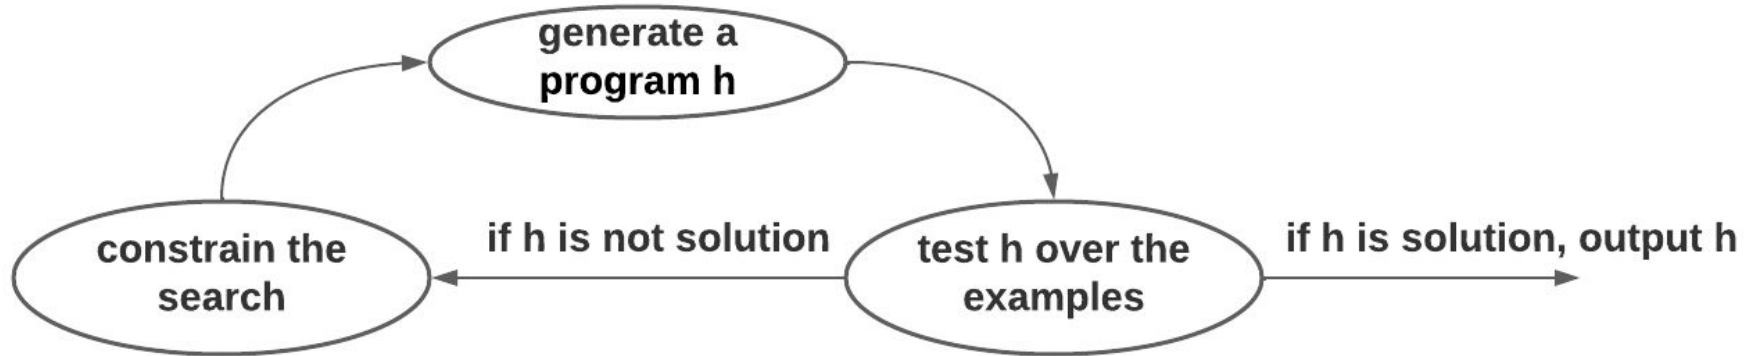 generate a
program h
constrain the
search
if h is not solution
test h over the
examples
if h is solution, output h